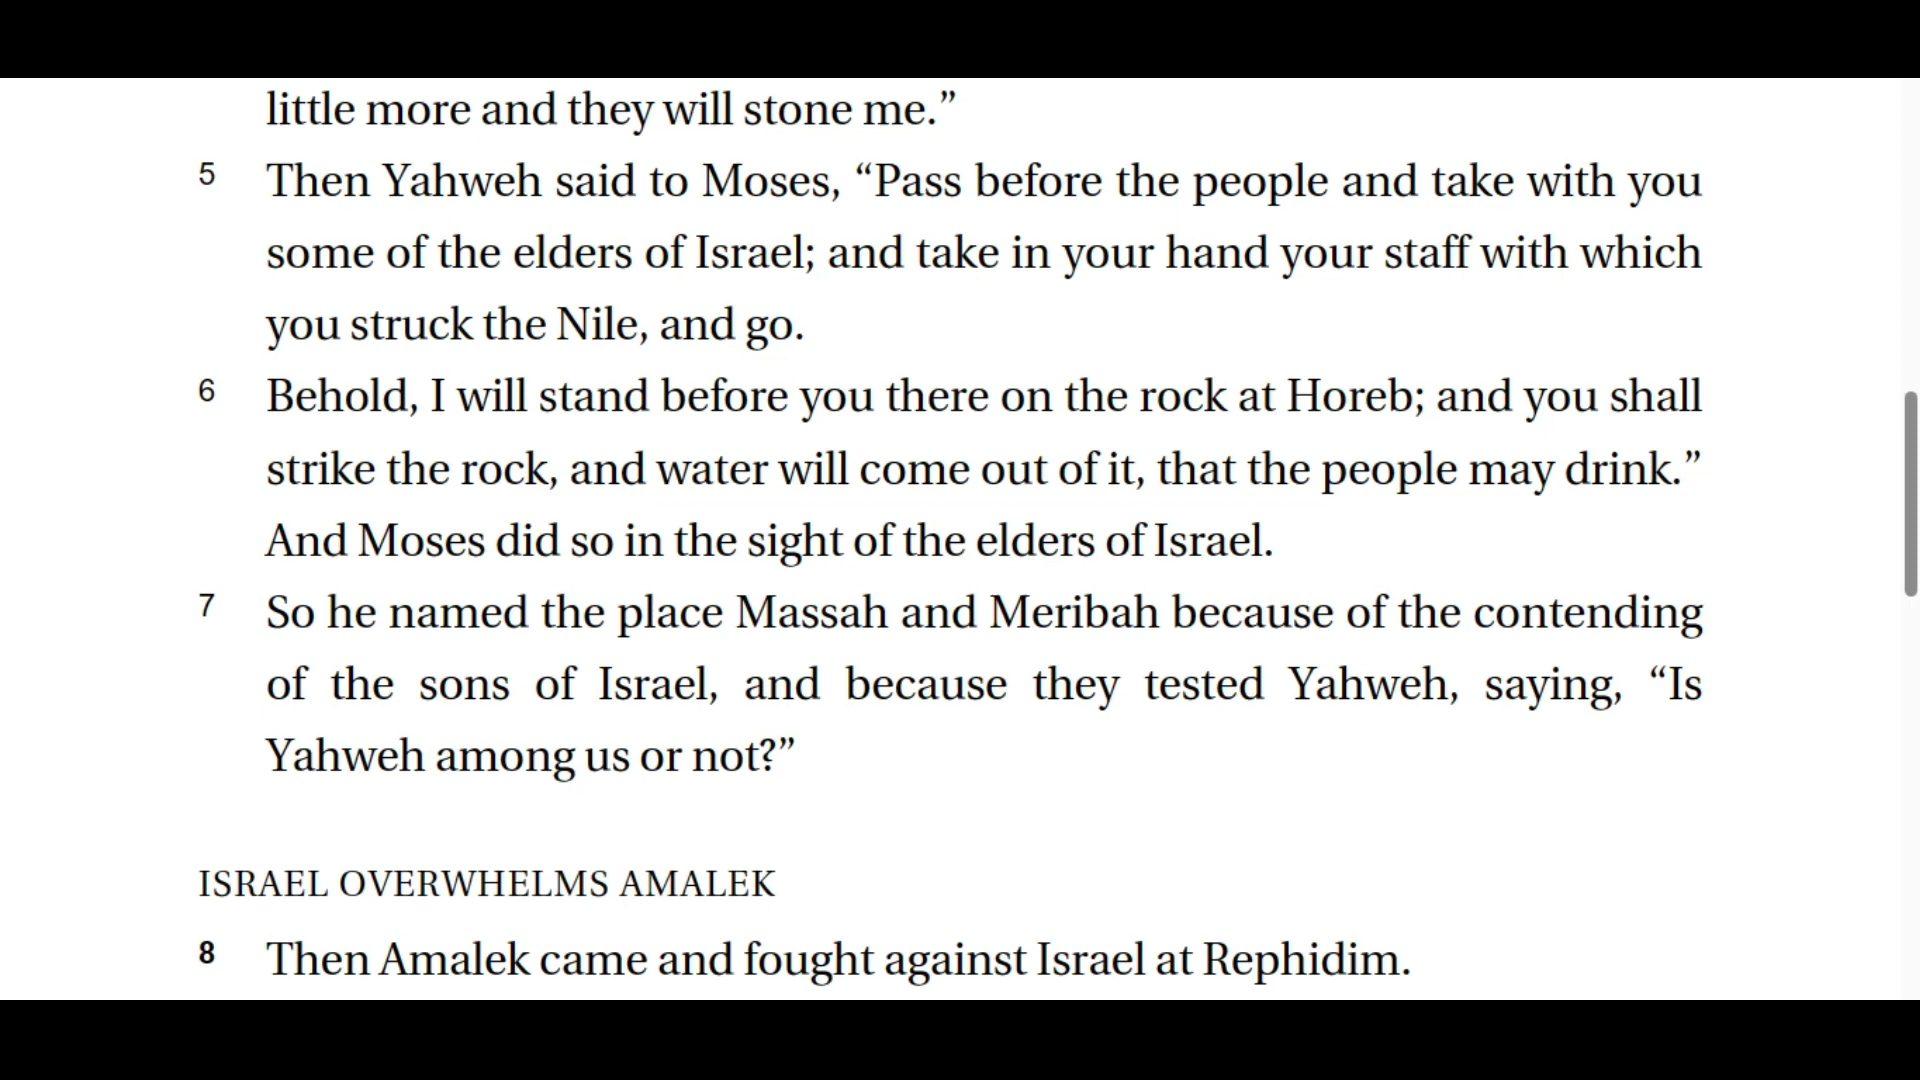 little more and they will stone me.”
5 Then Yahweh said to Moses, “Pass before the people and take with you
some of the elders of Israel; and take in your hand your staff with which
you struck the Nile, and go.
6 Behold, I will stand before you there on the rock at Horeb; and you shall
strike the rock, and water will come out of it, that the people may drink.”
And Moses did so in the sight of the elders of Israel.
7 So he named the place Massah and Meribah because of the contending
of the sons of Israel, and because they tested Yahweh, saying, “Is
Yahweh among us or not?”
ISRAEL OVERWHELMS AMALEK
8 Then Amalek came and fought against Israel at Rephidim.